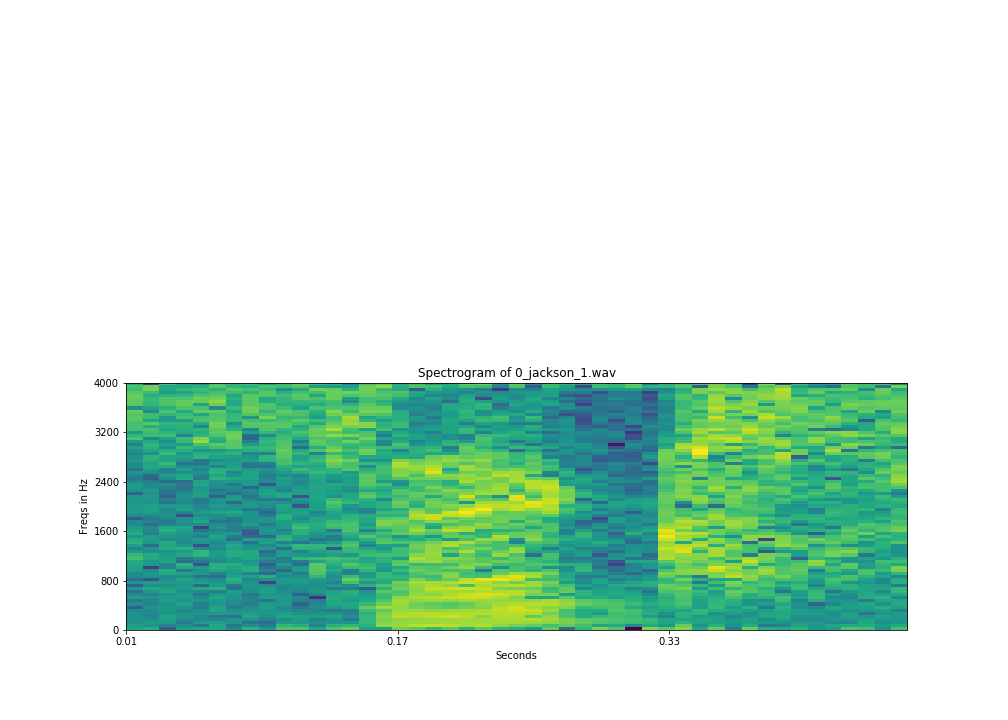 Spectrogram of 0_jackson_1.wav
4000
3200
2400
1600
800
0
Freqs in Hz
0.01 0.17 0.33
Seconds